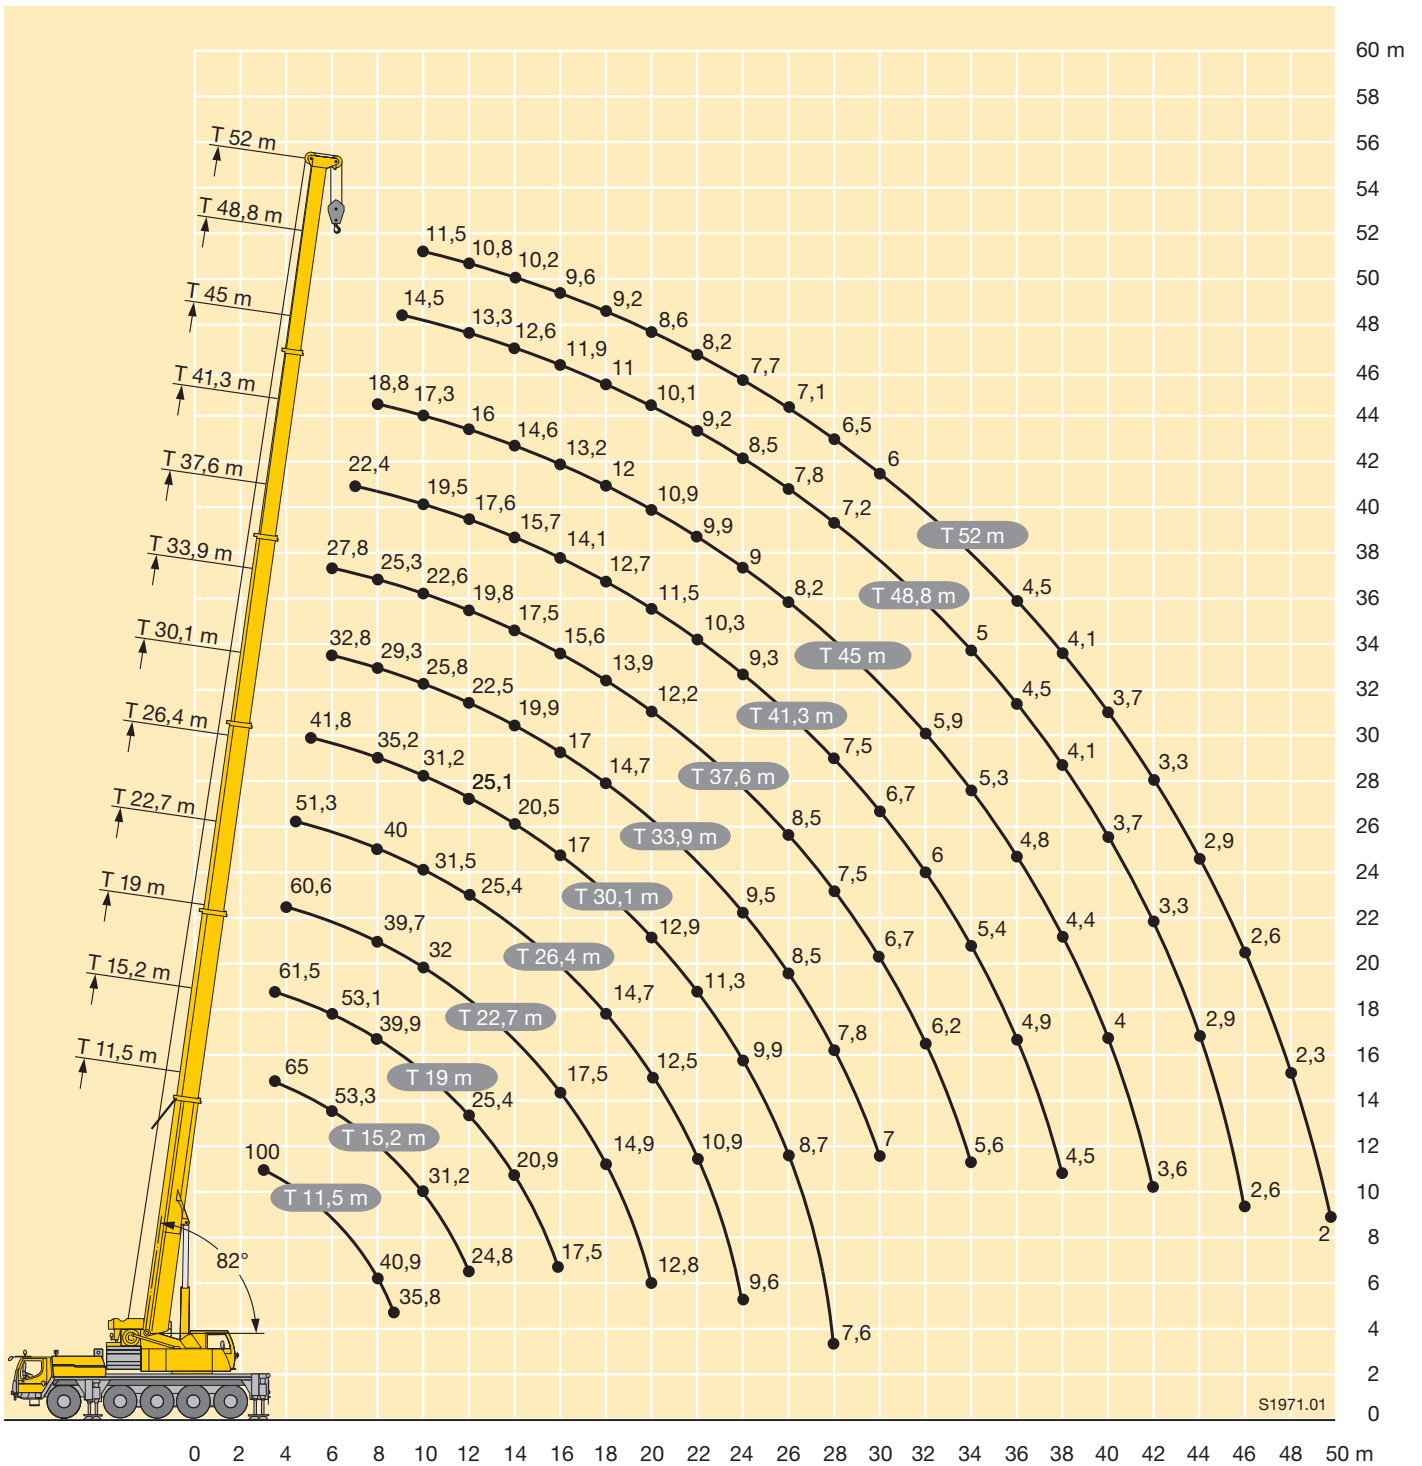 60 m
58
56
54
52
50
48
46
44
42
40
38
36
34
32
30
28
26
24
22
20
18
16
14
12
10
8
6
4
2
0
T 52 m
T 48,8 m
T 45 m
T 41,3 m
T 37,6 m
T 33,9 m
T 30,1 m
T 26,4 m
T 22,7 m
T 19 m
T 15,2 m
T 11,5 m
82°
11,5 10,8 10,2 9,6 9,2 8,6 8,2 7,7 7,1 6,5 6 T 52 m 4,5 4,1 3,7 3,3 2,9 2,6 2,3 2
14,5 13,3 12,6 11,9 11 10,1 9,2 8,5 7,8 7,2 T 48,8 m 5 4,5 4,1 3,7 3,3 2,9 2,6
18,8 17,3 16 14,6 13,2 12 10,9 9,9 9 8,2 T 45 m 5,9 5,3 4,8 4,4 4 3,6
22,4 19,5 17,6 15,7 14,1 12,7 11,5 10,3 9,3 T 41,3 m 7,5 6,7 6 5,4 4,9 4,5
27,8 25,3 22,6 19,8 17,5 15,6 13,9 12,2 T 37,6 m 8,5 7,5 6,7 6,2 5,6
32,8 29,3 25,8 22,5 19,9 17 14,7 T 33,9 m 9,5 8,5 7,8 7
41,8 35,2 31,2 25,1 20,5 17 T 30,1 m 12,9 11,3 9,9 8,7 7,6
51,3 40 31,5 25,4 T 26,4 m 14,7 12,5 10,9 9,6
60,6 39,7 32 T 22,7 m 17,5 14,9 12,8
61,5 53,1 39,9 T 19 m 25,4 20,9 17,5
65 53,3 T 15,2 m 31,2 24,8
100 T 11,5 m 40,9 35,8
S1971.01
0 2 4 6 8 10 12 14 16 18 20 22 24 26 28 30 32 34 36 38 40 42 44 46 48 50 m